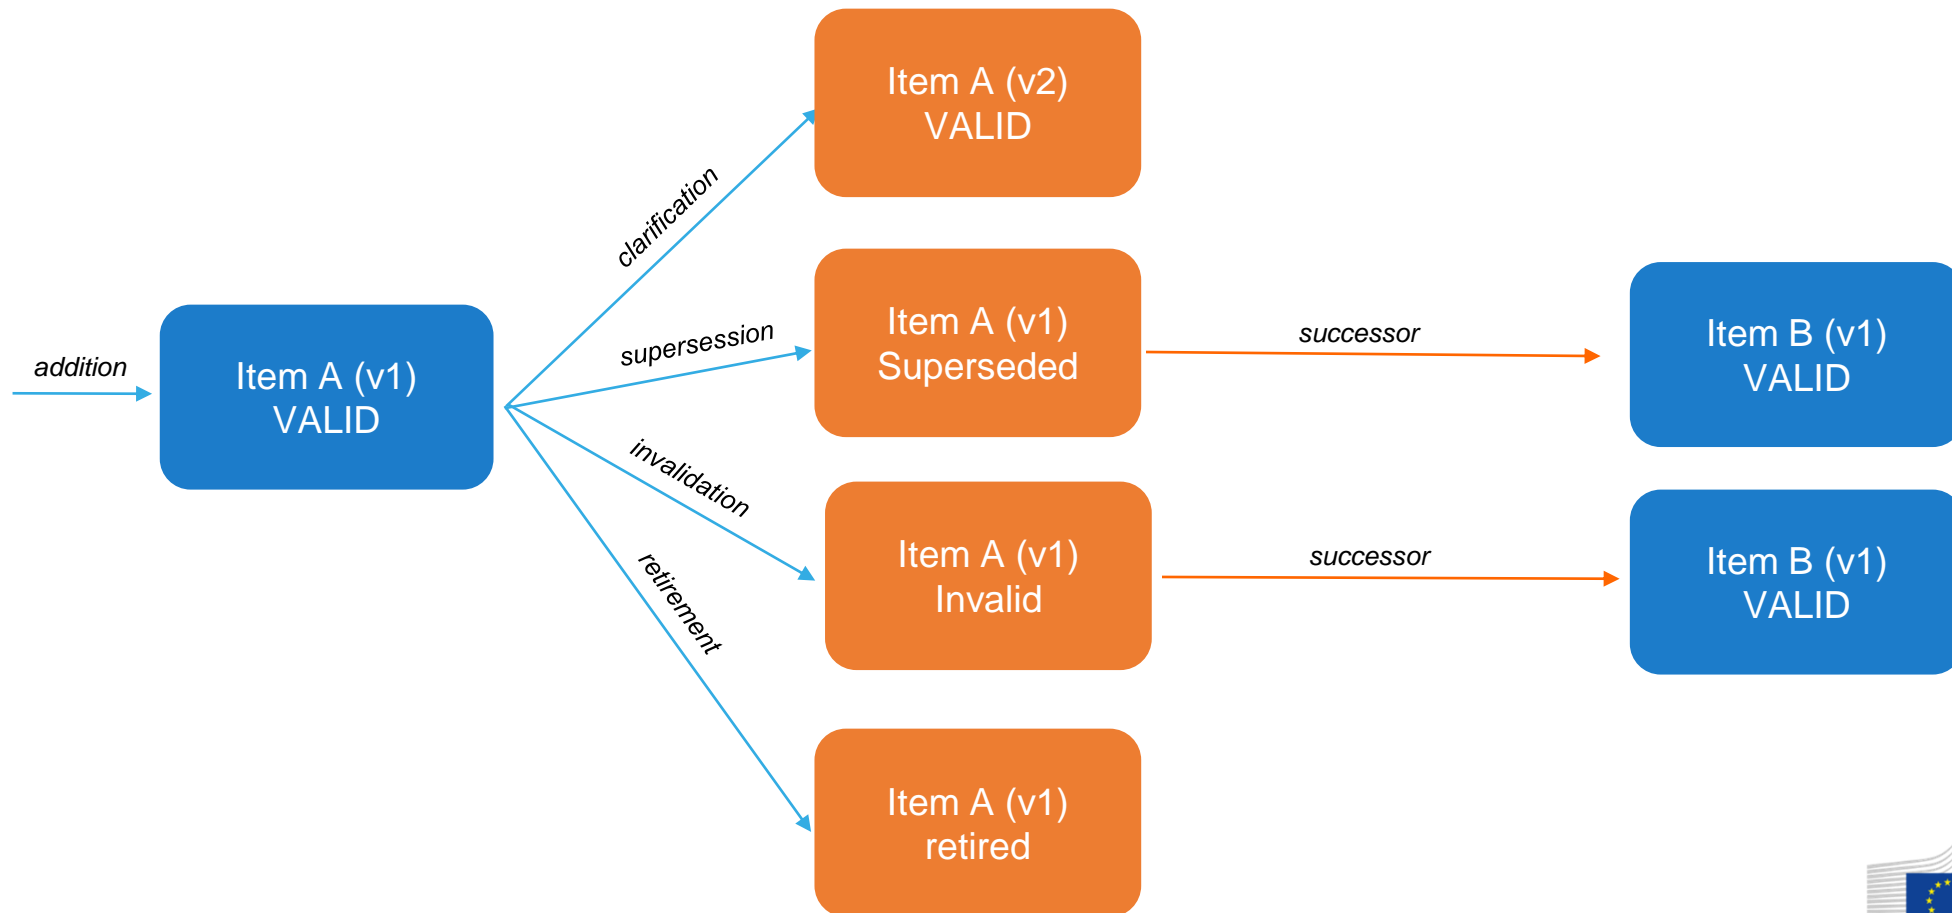 addition
Item A (v1)
VALID
clarification
supersession
invalidation
retirement
Item A (v2)
VALID
Item A (v1)
Superseded
successor
Item B (v1)
VALID
Item A (v1)
Invalid
successor
Item B (v1)
VALID
Item A (v1)
retired